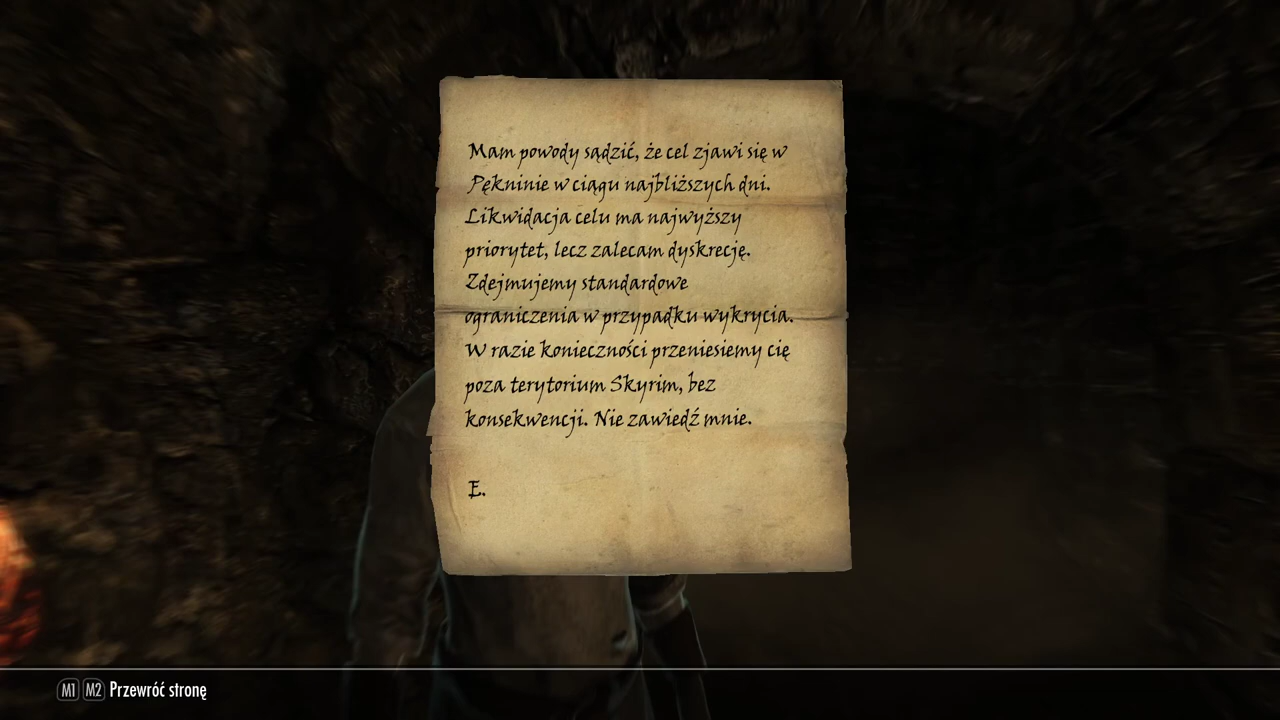 Mam powody sądzić, że cel zjawi się w
Pękninie w ciągu najbliższych dni.
Likwidacja celu ma najwyższy
priorytet, lecz zalecam dyskrecję.
Zdejmujemy standardowe
ograniczenia w przypadku wykrycia.
W razie konieczności przeniesiemy cię
poza terytorium Skyrim, bez
konsekwencji. Nie zawiedź mnie.
E.
M1 M2 Przewróć stronę